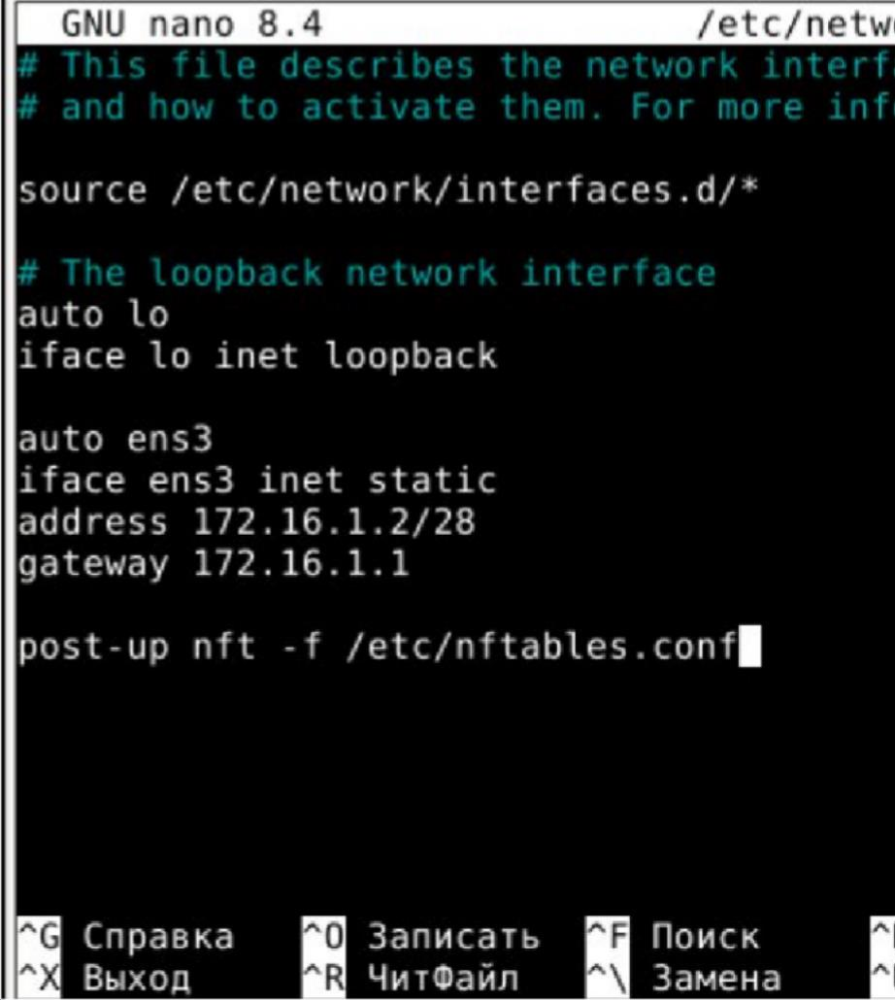 GNU nano 8.4 /etc/netw
# This file describes the network interf
# and how to activate them. For more inf
source /etc/network/interfaces.d/*
# The loopback network interface
auto lo
iface lo inet loopback
auto ens3
iface ens3 inet static
address 172.16.1.2/28
gateway 172.16.1.1
post-up nft -f /etc/nftables.conf
^G Справка ^O Записать ^F Поиск
^X Выход ^R ЧитФайл ^\ Замена